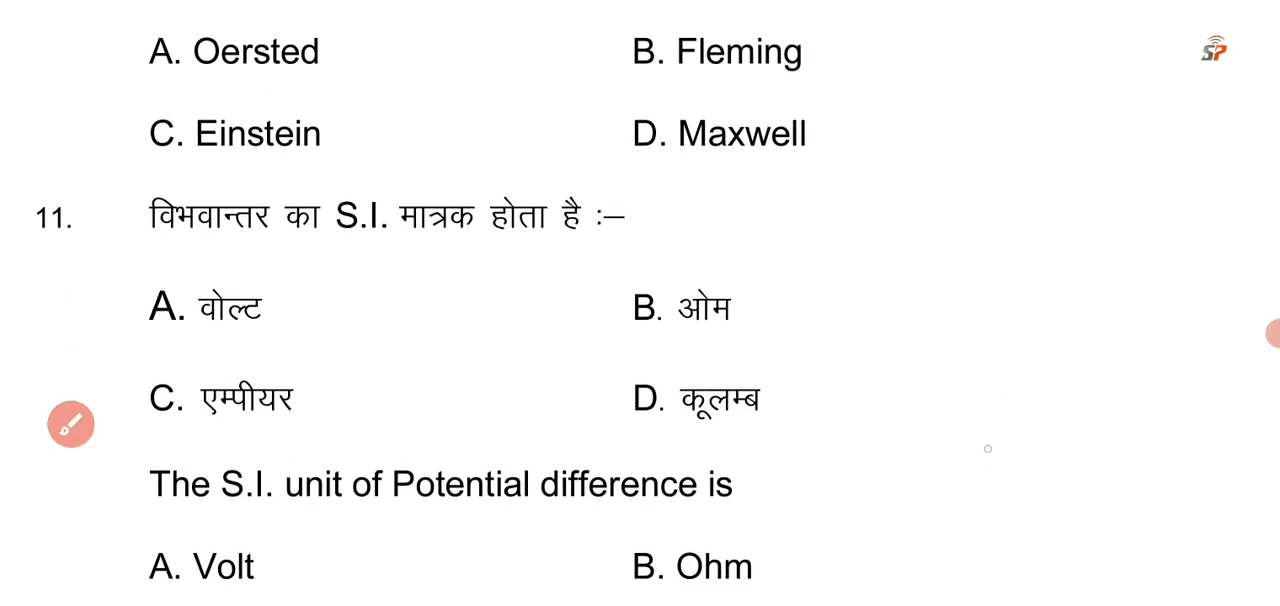 A. Oersted B. Fleming
C. Einstein D. Maxwell
11. विभवान्तर का S.I. मात्रक होता है :–
A. वोल्ट B. ओम
C. एम्पीयर D. कूलम्ब
The S.I. unit of Potential difference is
A. Volt B. Ohm
SP